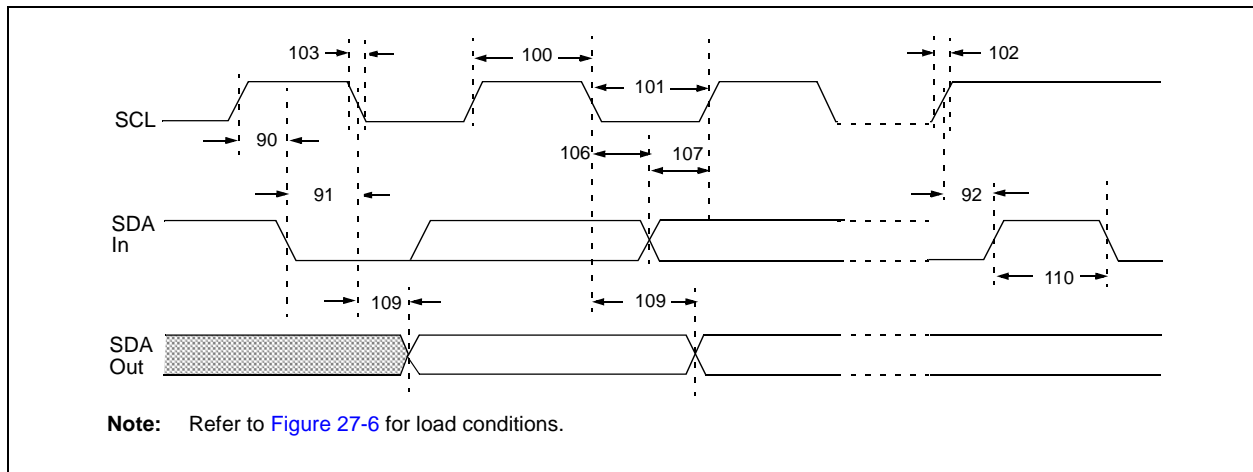 103
100
102
101
SCL
90
106
107
91
92
SDA
In
110
109
109
SDA
Out
Note: Refer to Figure 27-6 for load conditions.